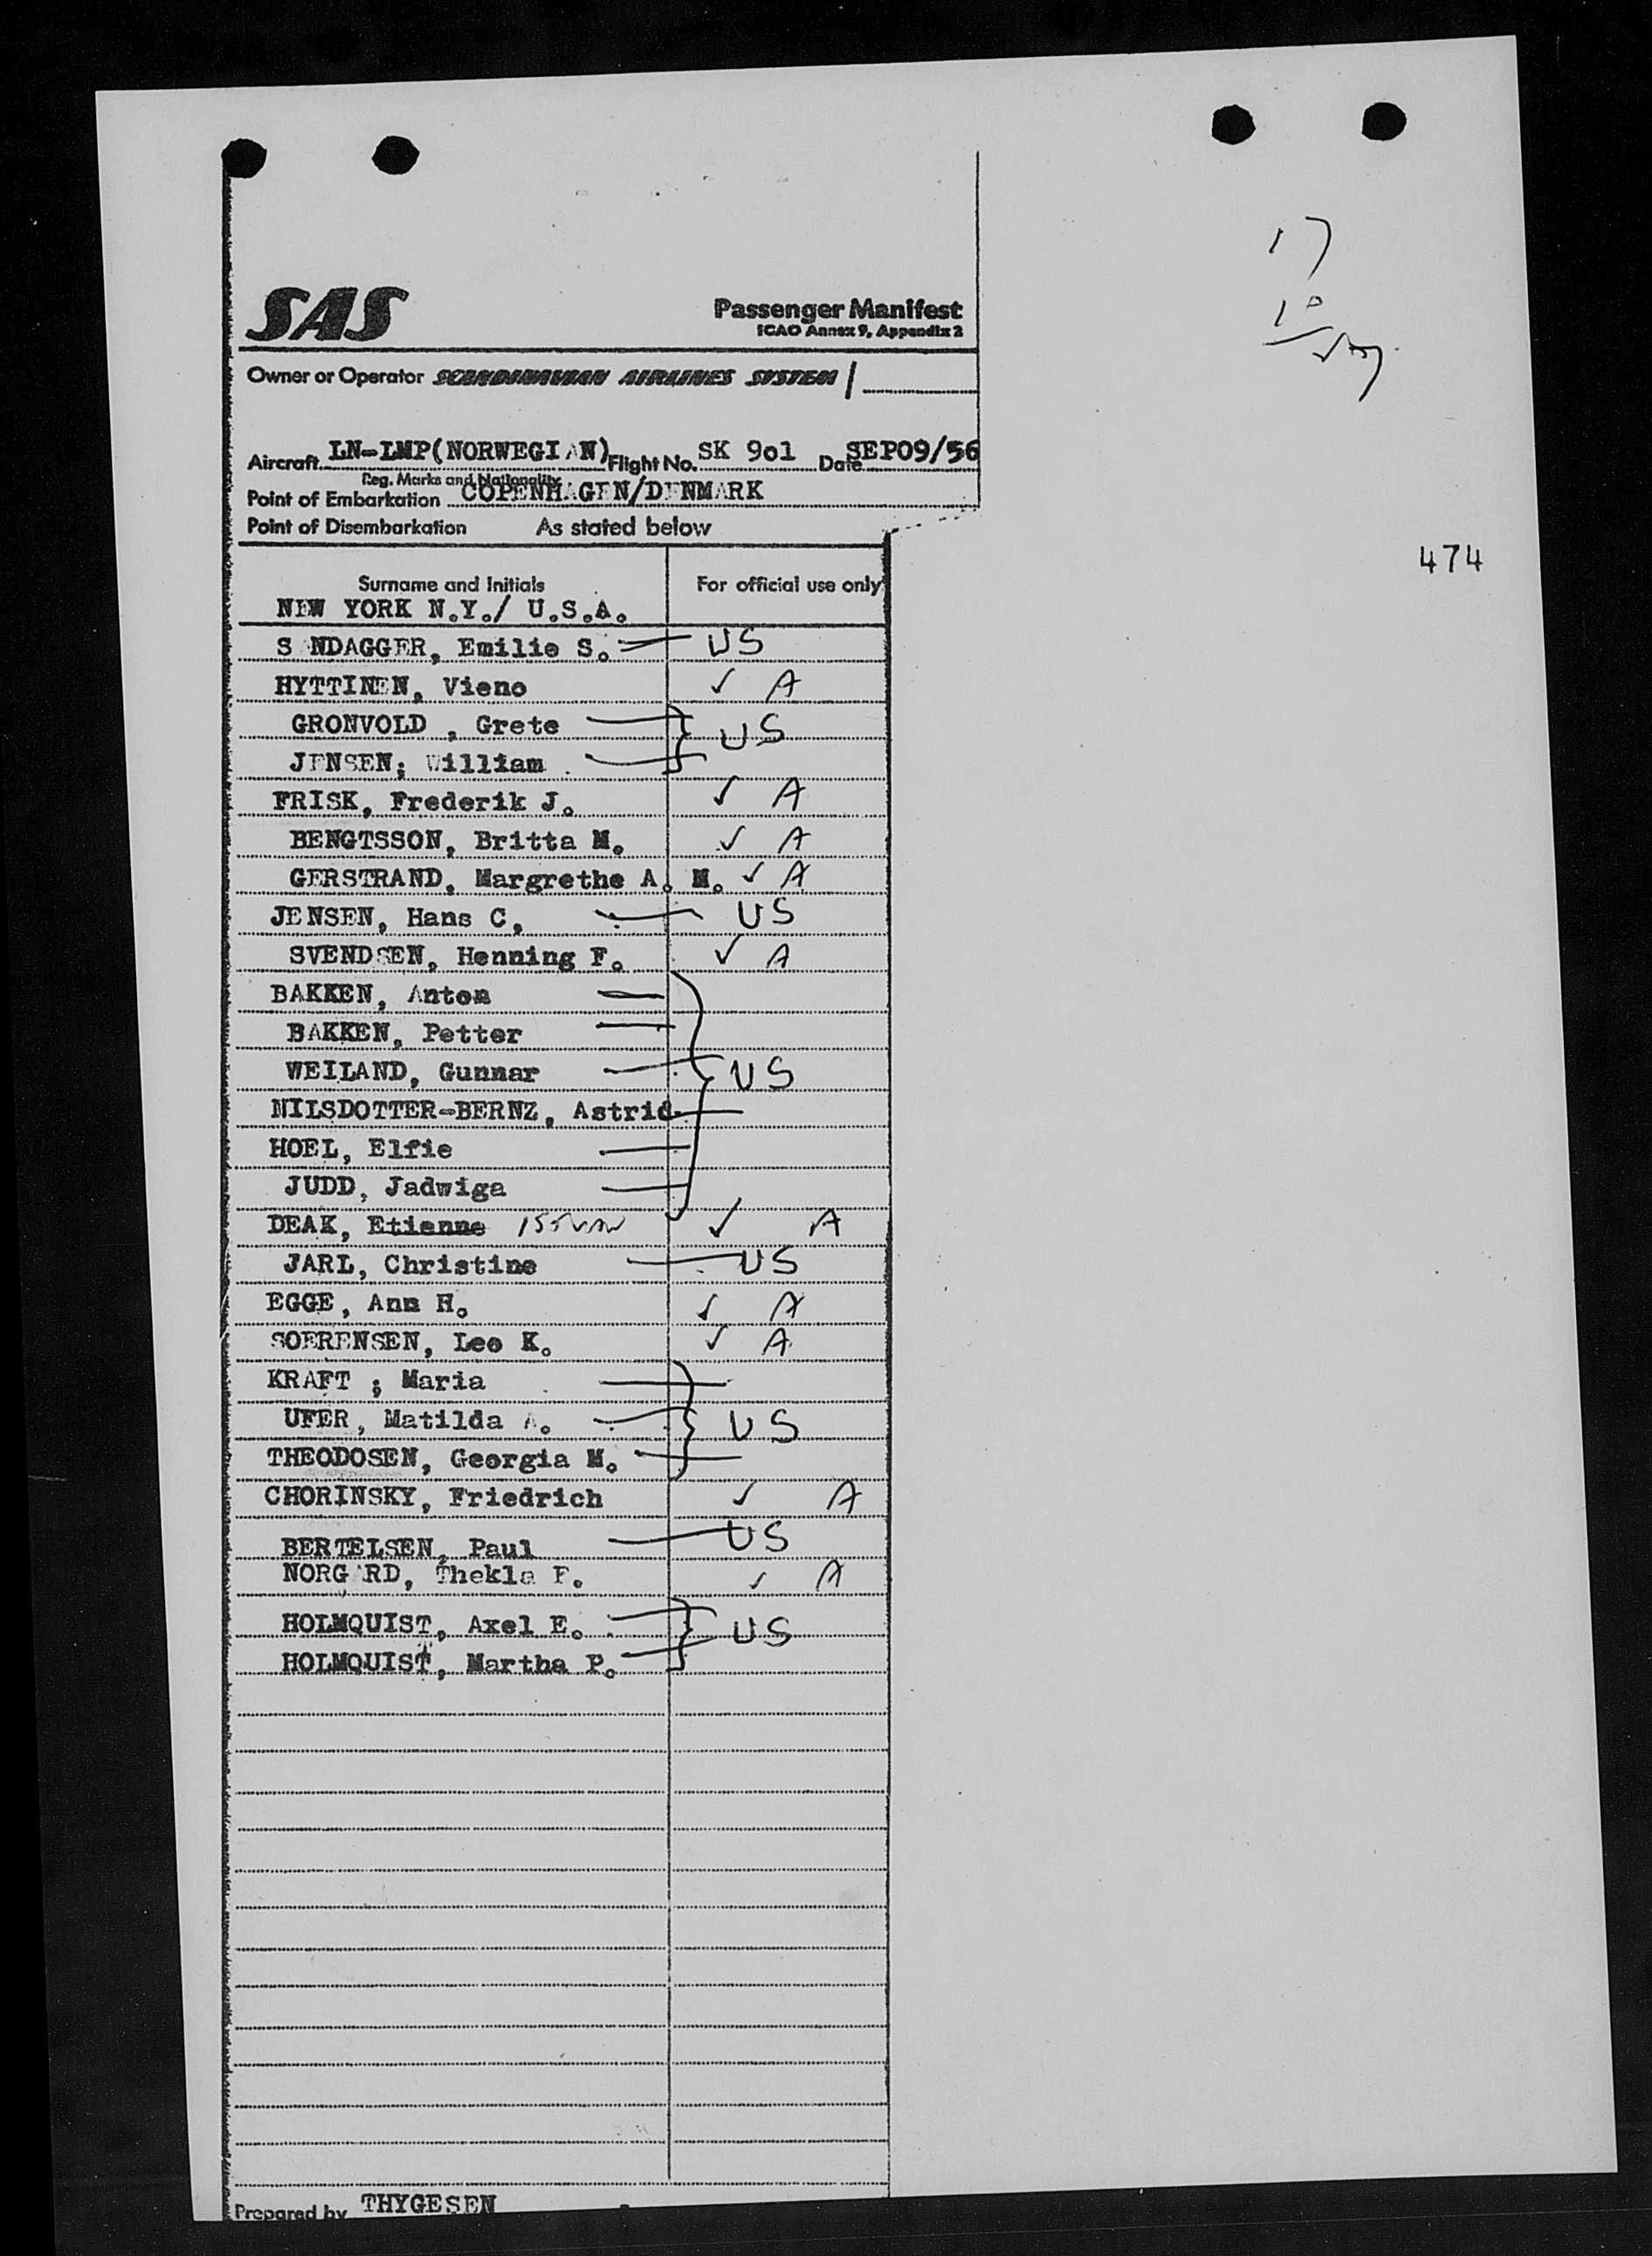 17
10
SAS
Passenger Manifest
ICAO Annex 9, Appendix 2
Owner or Operator SCANDINAVIAN AIRLINES SYSTEM
Aircraft LN-LMP(NORWEGIAN) Flight No. SK 901 Date SEP09/56
Reg. Marks and Nationality
Point of Embarkation COPENHAGEN/DENMARK
Point of Disembarkation As stated below
474
Surname and Initials For official use only
NEW YORK N.Y./ U.S.A.
S NDAGGER, Emilie S. — US
HYTTINEN, Vieno ✓ A
GRONVOLD , Grete — } US
JENSEN; William —
FRISK, Frederik J. ✓ A
BENGTSSON, Britta M. ✓ A
GERSTRAND, Margrethe A. M. ✓ A
JENSEN, Hans C, — US
SVENDSEN, Henning F. ✓ A
BAKKEN, Anton —
BAKKEN, Petter —
WEILAND, Gunnar — } US
NILSDOTTER-BERNZ, Astrid —
HOEL, Elfie —
JUDD, Jadwiga —
DEAK, Etienne ✓ A
JARL, Christine — US
EGGE, Ann H. ✓ A
SOERENSEN, Leo K. ✓ A
KRAFT ; Maria —
UFER, Matilda A. — } US
THEODOSEN, Georgia M. —
CHORINSKY, Friedrich ✓ A
BERTELSEN, Paul — US
NORG RD, Thekla F. ✓ A
HOLMQUIST, Axel E. — } US
HOLMQUIST, Martha P. —
Prepared by THYGESEN